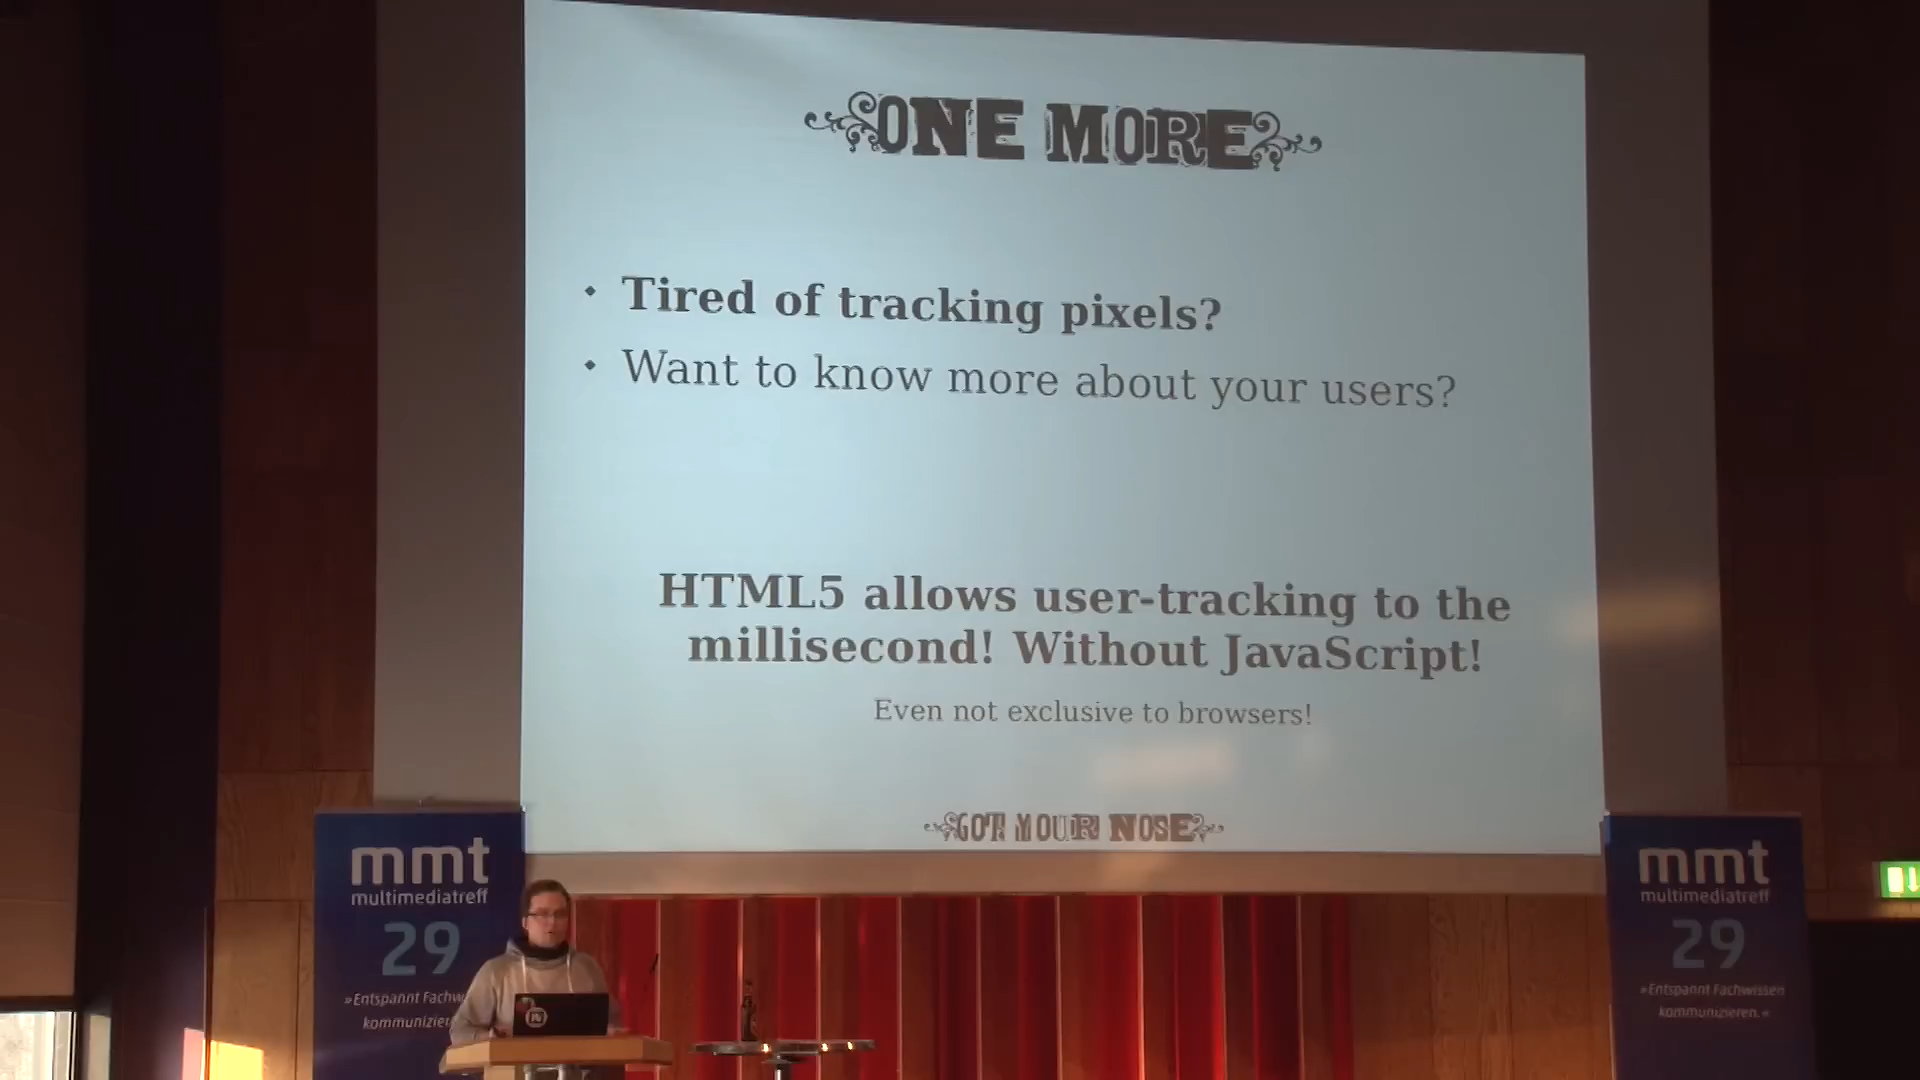 ONE MORE
• Tired of tracking pixels?
• Want to know more about your users?
HTML5 allows user-tracking to the
millisecond! Without JavaScript!
Even not exclusive to browsers!
GOT YOUR NOSE
mmt
multimediatreff
29
»Entspannt Fachw
kommunizier
mmt
multimediatreff
29
»Entspannt Fachwissen
kommunizieren.«